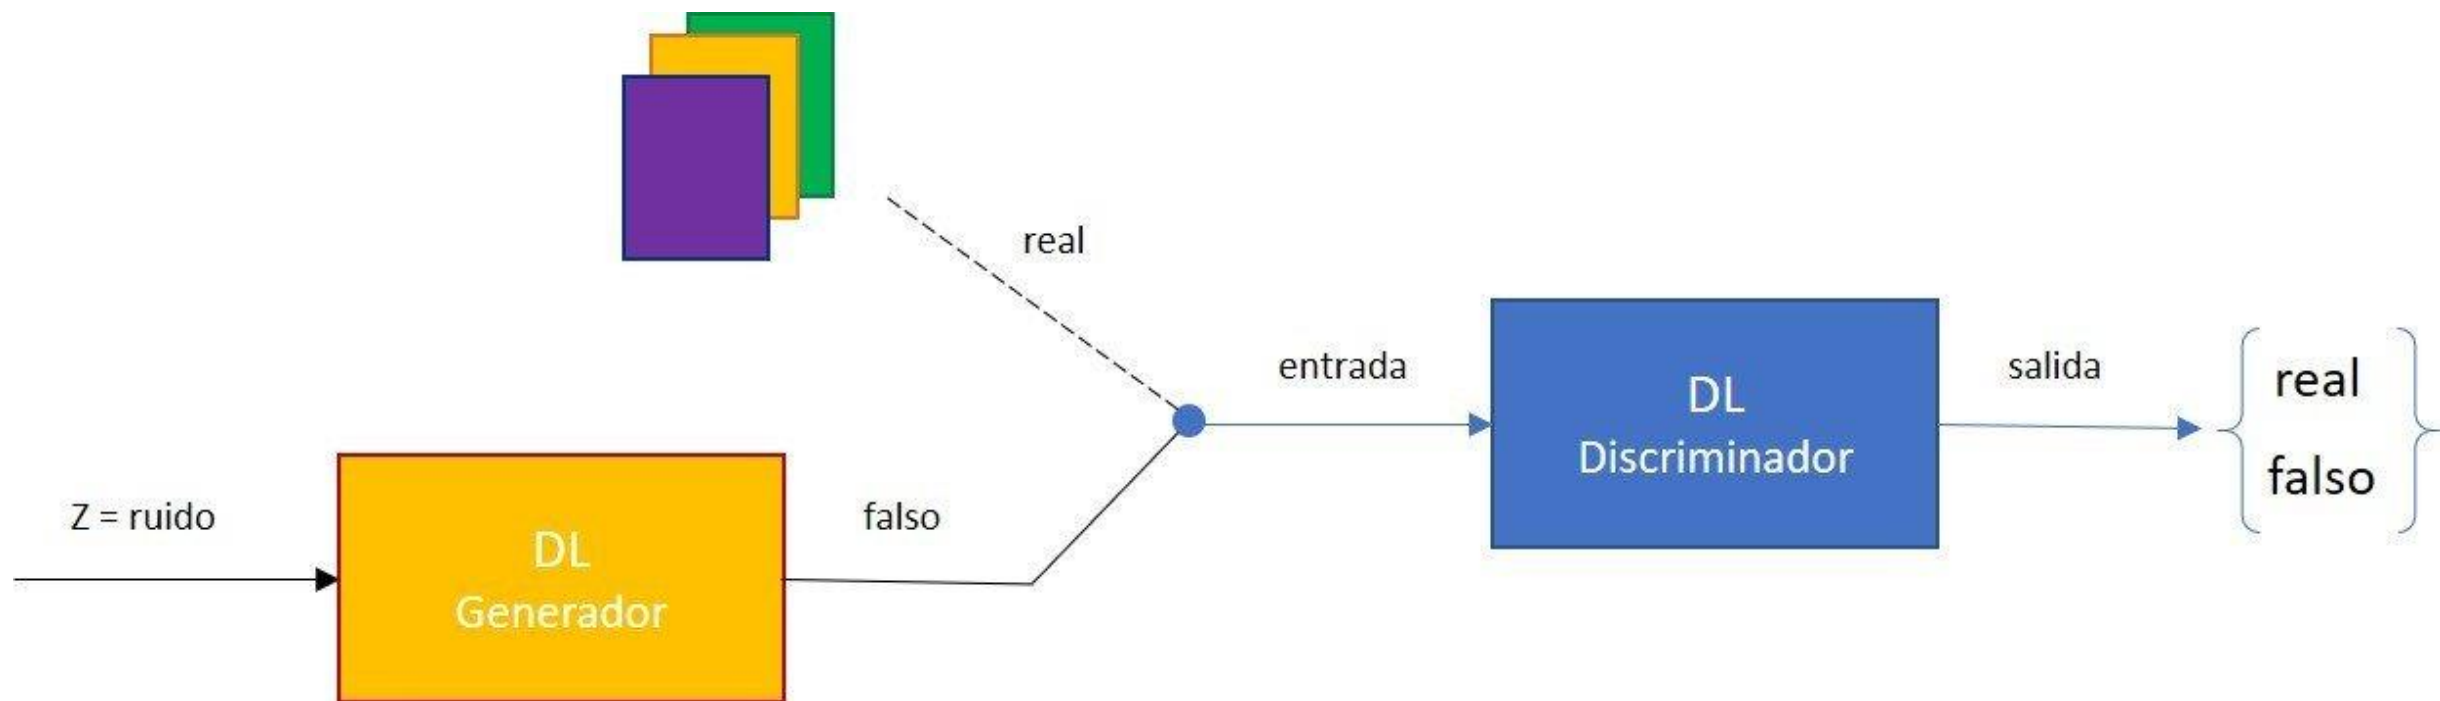 real
entrada
DL
Discriminador
salida
real
falso
Z = ruido
DL
Generador
falso